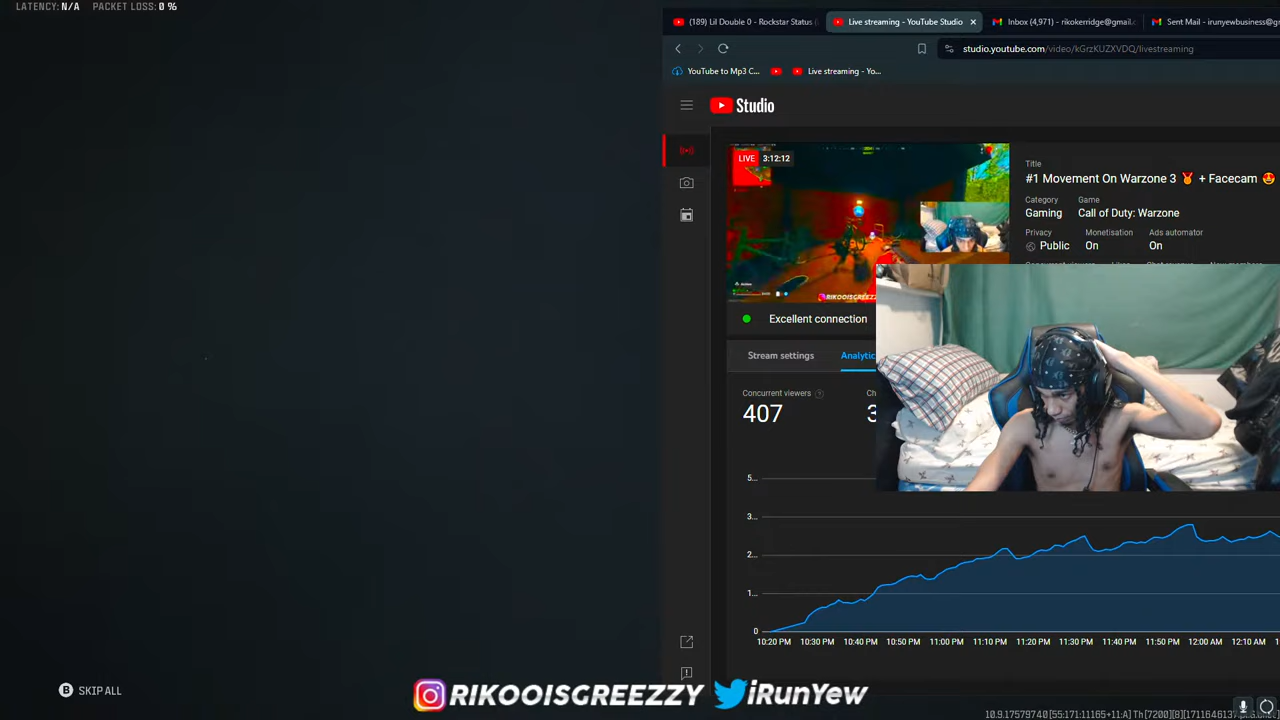 LATENCY: N/A PACKET LOSS: 0 %
(189) Lil Double 0 - Rockstar Status
Live streaming - YouTube Studio
Inbox (4,971) - rikokerridge@gmail.c
Sent Mail - irunyewbusiness@g
studio.youtube.com/video/kGrzKUZXVDQ/livestreaming
YouTube to Mp3 C...
Live streaming - Yo...
Studio
LIVE 3:12:12
Title
#1 Movement On Warzone 3 🏅 + Facecam 😍
Category Game
Gaming Call of Duty: Warzone
Privacy Monetisation Ads automator
Public On On
RIKOOISGREEZZY
Excellent connection
Stream settings Analytic
Concurrent viewers
407
5...
3...
2...
1...
0
10:20 PM 10:30 PM 10:40 PM 10:50 PM 11:00 PM 11:10 PM 11:20 PM 11:30 PM 11:40 PM 11:50 PM 12:00 AM 12:10 AM
B SKIP ALL
RIKOOISGREEZZY iRunYew